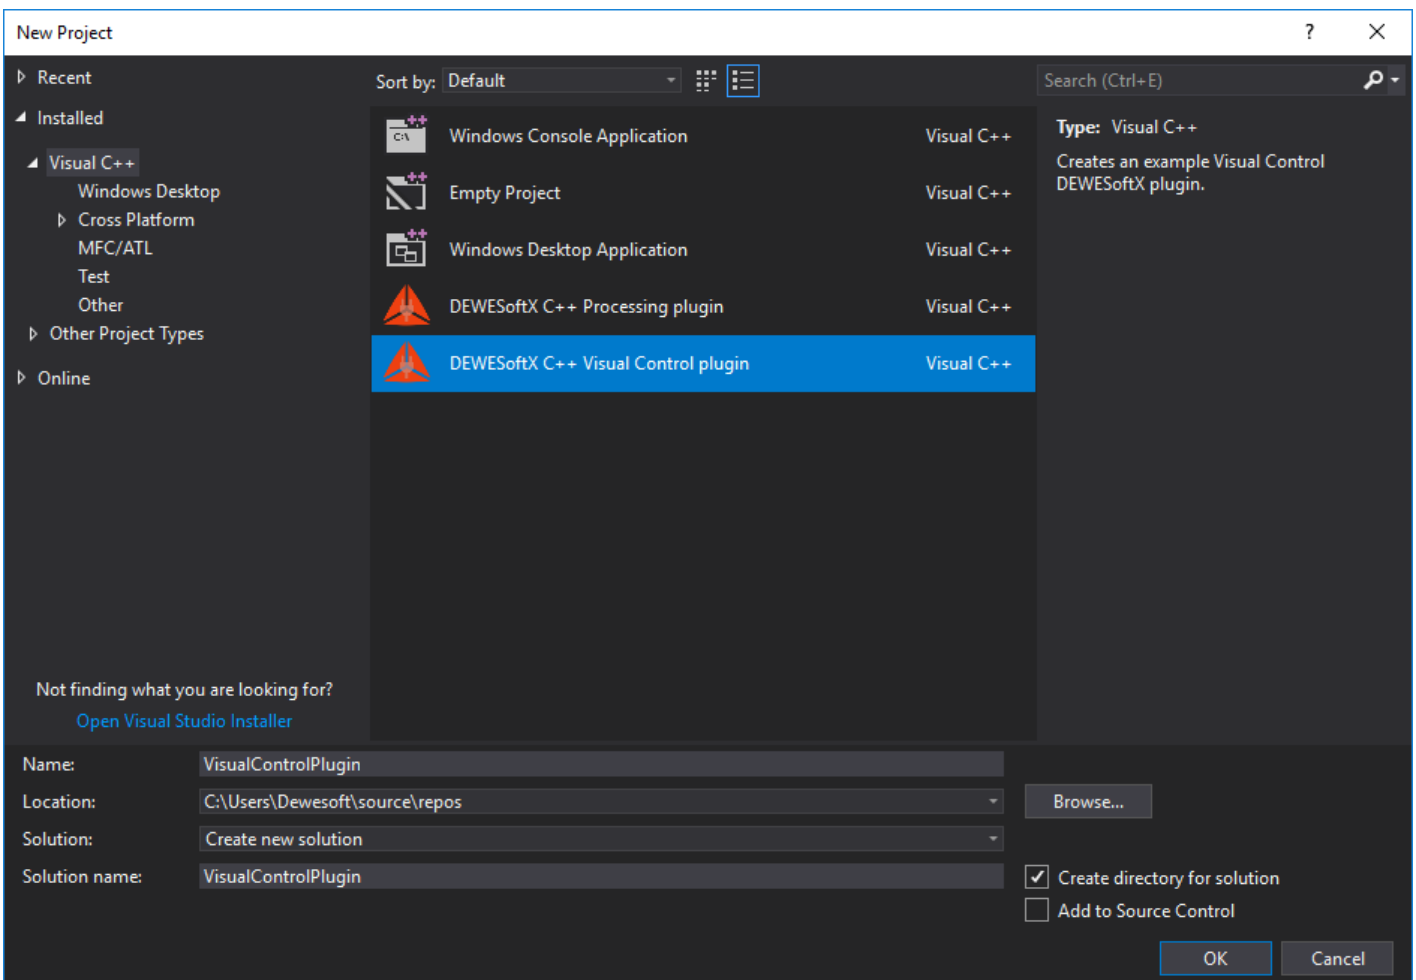 New Project
?
Recent
Installed
Visual C++
Windows Desktop
Cross Platform
MFC/ATL
Test
Other
Other Project Types
Online
Not finding what you are looking for?
Open Visual Studio Installer
Sort by: Default
Windows Console Application Visual C++
Empty Project Visual C++
Windows Desktop Application Visual C++
DEWESoftX C++ Processing plugin Visual C++
DEWESoftX C++ Visual Control plugin Visual C++
Search (Ctrl+E)
Type: Visual C++
Creates an example Visual Control
DEWESoftX plugin.
Name: VisualControlPlugin
Location: C:\Users\Dewesoft\source\repos Browse...
Solution: Create new solution
Solution name: VisualControlPlugin
Create directory for solution
Add to Source Control
OK Cancel